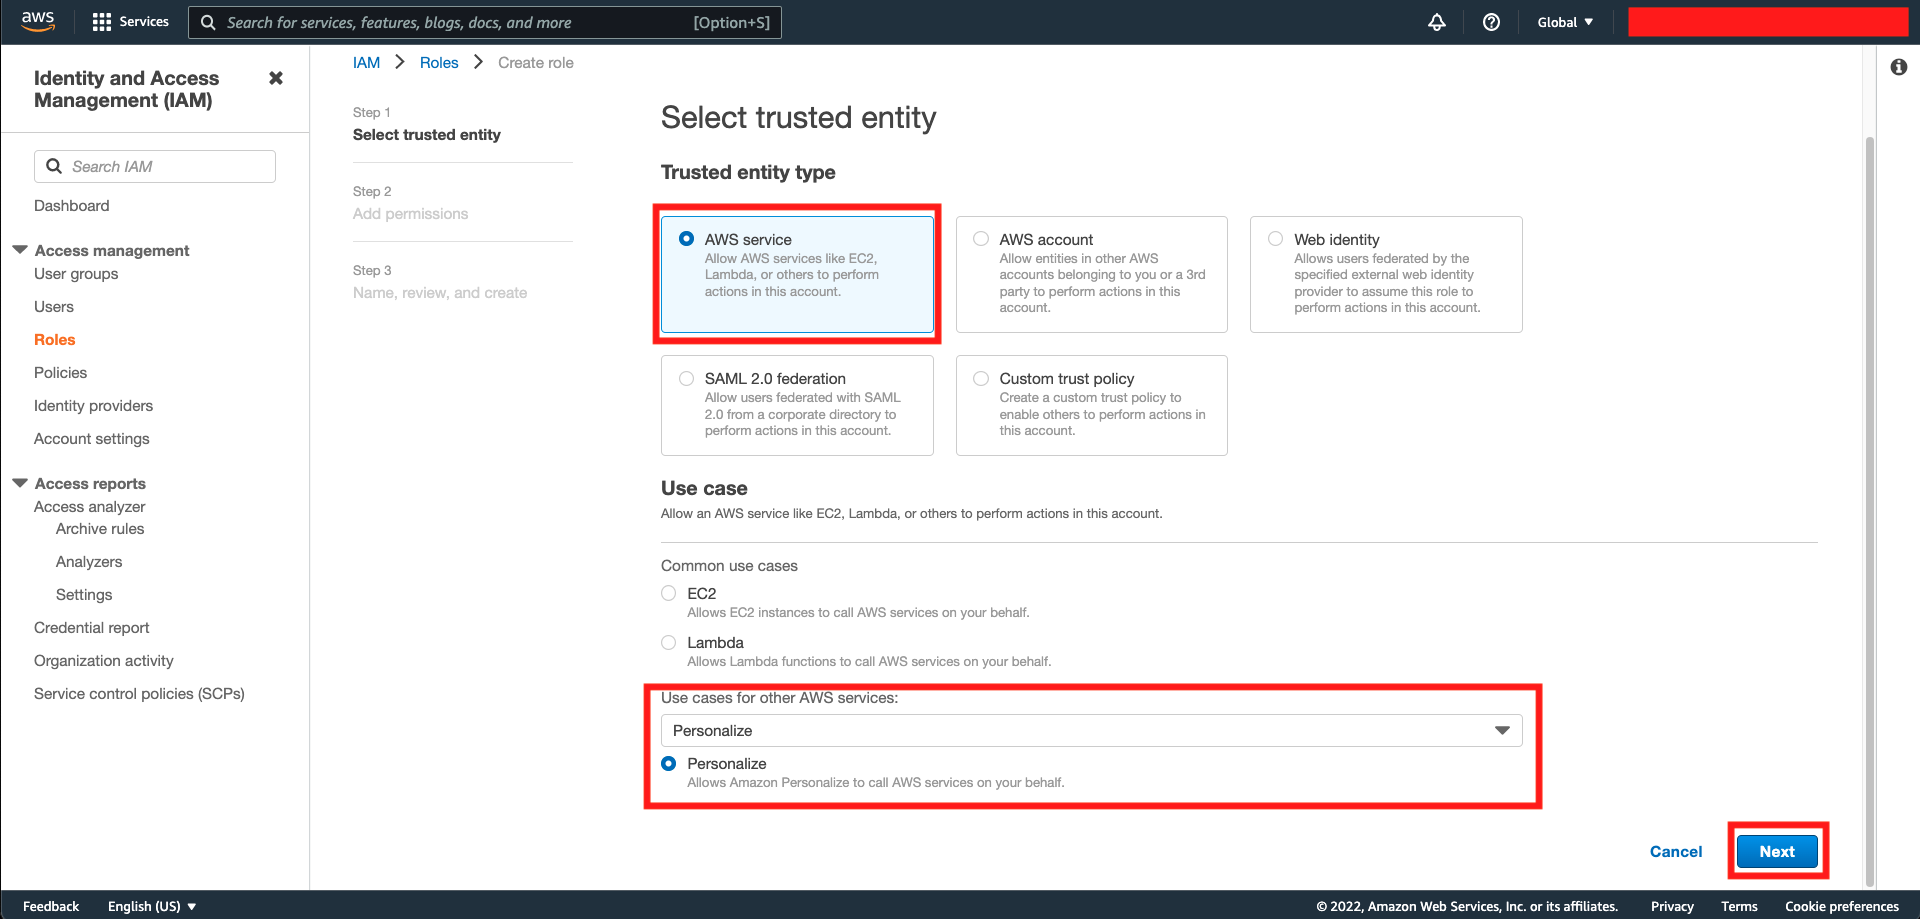 aws
Services
Search for services, features, blogs, docs, and more
[Option+S]
Global
Identity and Access
Management (IAM)
Search IAM
Dashboard
Access management
User groups
Users
Roles
Policies
Identity providers
Account settings
Access reports
Access analyzer
Archive rules
Analyzers
Settings
Credential report
Organization activity
Service control policies (SCPs)
IAM > Roles > Create role
Step 1
Select trusted entity
Step 2
Add permissions
Step 3
Name, review, and create
Select trusted entity
Trusted entity type
AWS service
Allow AWS services like EC2,
Lambda, or others to perform
actions in this account.
AWS account
Allow entities in other AWS
accounts belonging to you or a 3rd
party to perform actions in this
account.
Web identity
Allows users federated by the
specified external web identity
provider to assume this role to
perform actions in this account.
SAML 2.0 federation
Allow users federated with SAML
2.0 from a corporate directory to
perform actions in this account.
Custom trust policy
Create a custom trust policy to
enable others to perform actions in
this account.
Use case
Allow an AWS service like EC2, Lambda, or others to perform actions in this account.
Common use cases
EC2
Allows EC2 instances to call AWS services on your behalf.
Lambda
Allows Lambda functions to call AWS services on your behalf.
Use cases for other AWS services:
Personalize
Personalize
Allows Amazon Personalize to call AWS services on your behalf.
Cancel
Next
Feedback
English (US)
© 2022, Amazon Web Services, Inc. or its affiliates.
Privacy
Terms
Cookie preferences